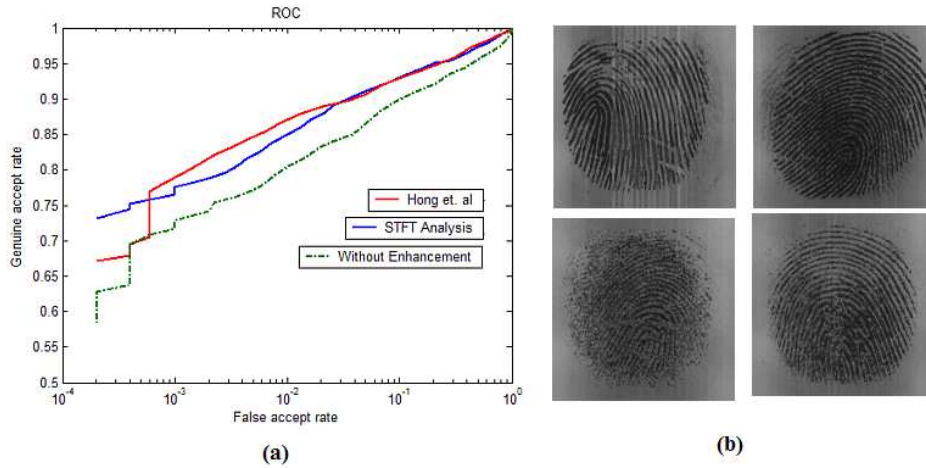 ROC
Genuine accept rate
1
0.95
0.9
0.85
0.8
0.75
0.7
0.65
0.6
0.55
0.5
Hong et. al
STFT Analysis
Without Enhancement
10-4
10-3
10-2
10-1
100
False accept rate
(a)
(b)